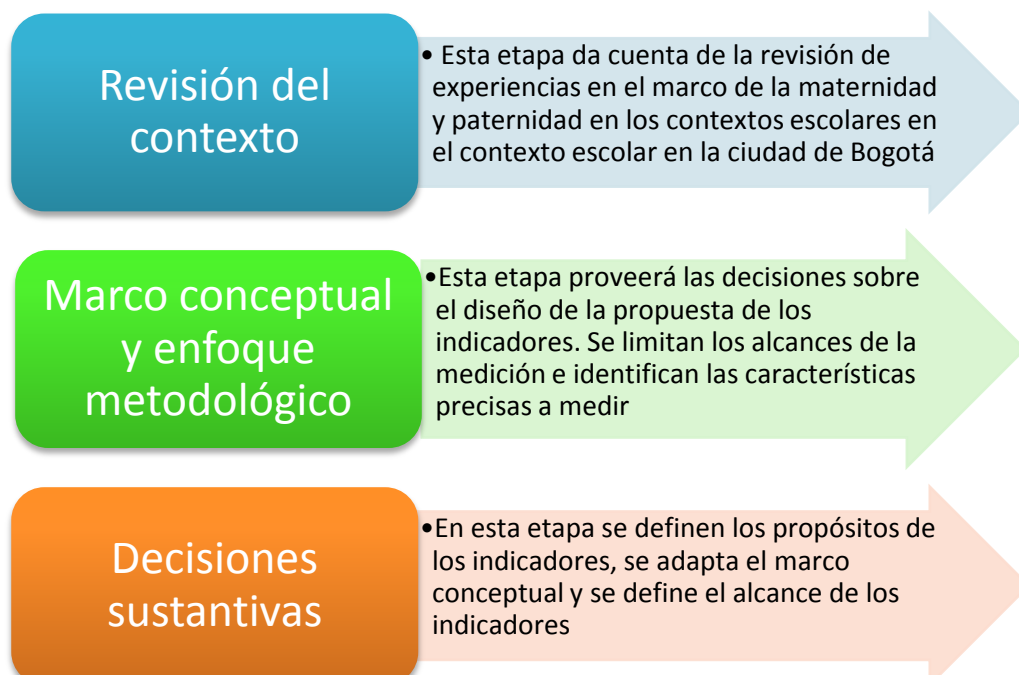 Revisión del
contexto
• Esta etapa da cuenta de la revisión de
experiencias en el marco de la maternidad
y paternidad en los contextos escolares en
el contexto escolar en la ciudad de Bogotá
Marco conceptual
y enfoque
metodológico
•Esta etapa proveerá las decisiones sobre
el diseño de la propuesta de los
indicadores. Se limitan los alcances de la
medición e identifican las características
precisas a medir
Decisiones
sustantivas
•En esta etapa se definen los propósitos de
los indicadores, se adapta el marco
conceptual y se define el alcance de los
indicadores